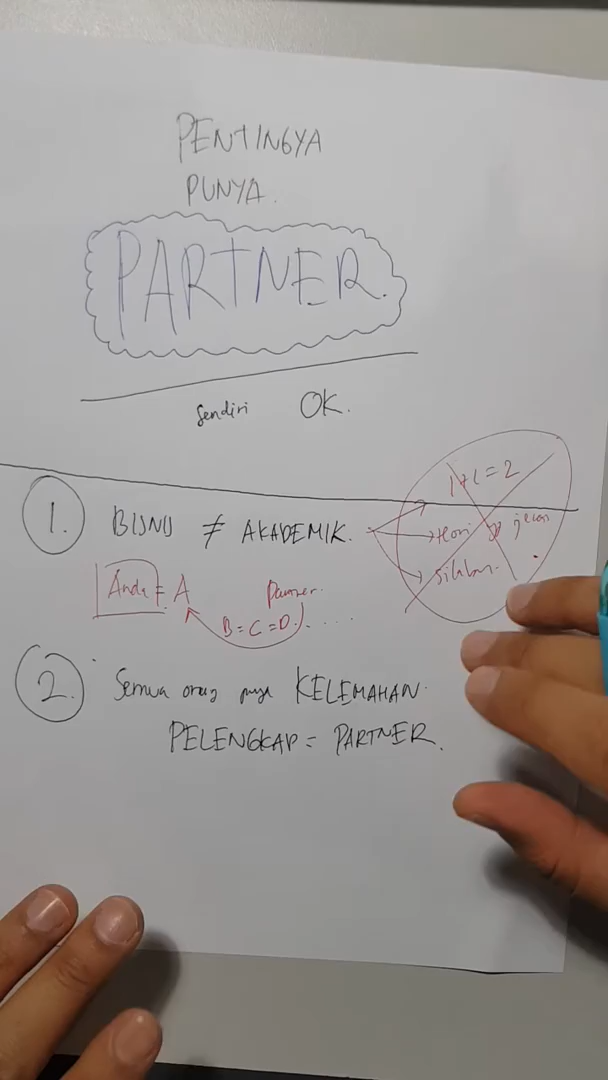 PENTINGYA
PUNYA.
PARTNER.
Sendiri OK.
1. BISNIS ≠ AKADEMIK.
1+1=2
teori
silabus.
Anda = A
Partner.
B=C=D. . . . .
2. Semua orang punya KELEMAHAN.
PELENGKAP = PARTNER.